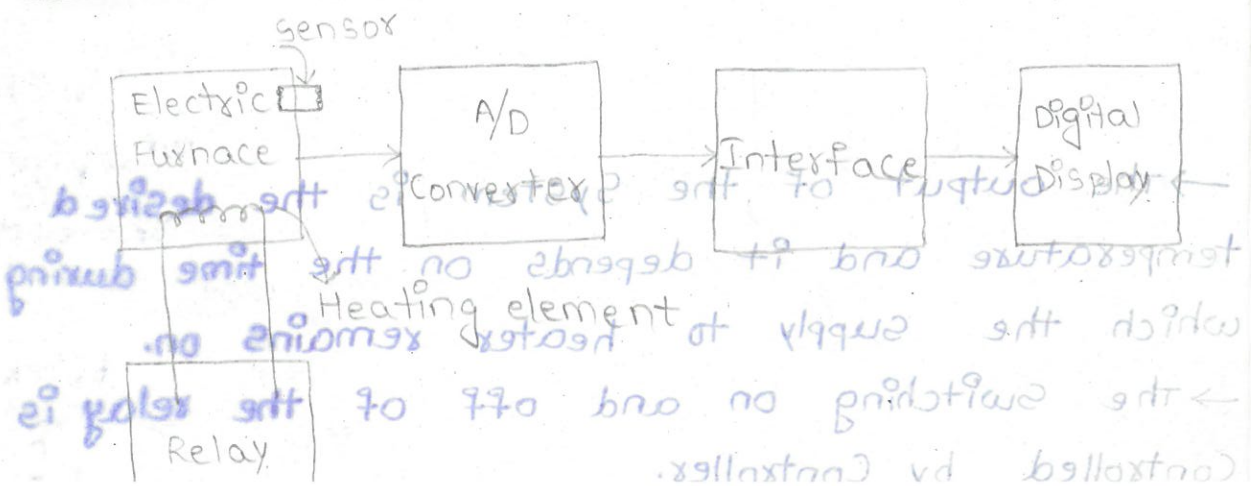 Sensor
Electric
Furnace
A/D
Converter
Interface
Digital
Display
Heating element
Relay
→ The output of the System is the desired
temperature and it depends on the time during
which the supply to heater remains on.
→ The Switching on and off of the relay is
Controlled by Controller.